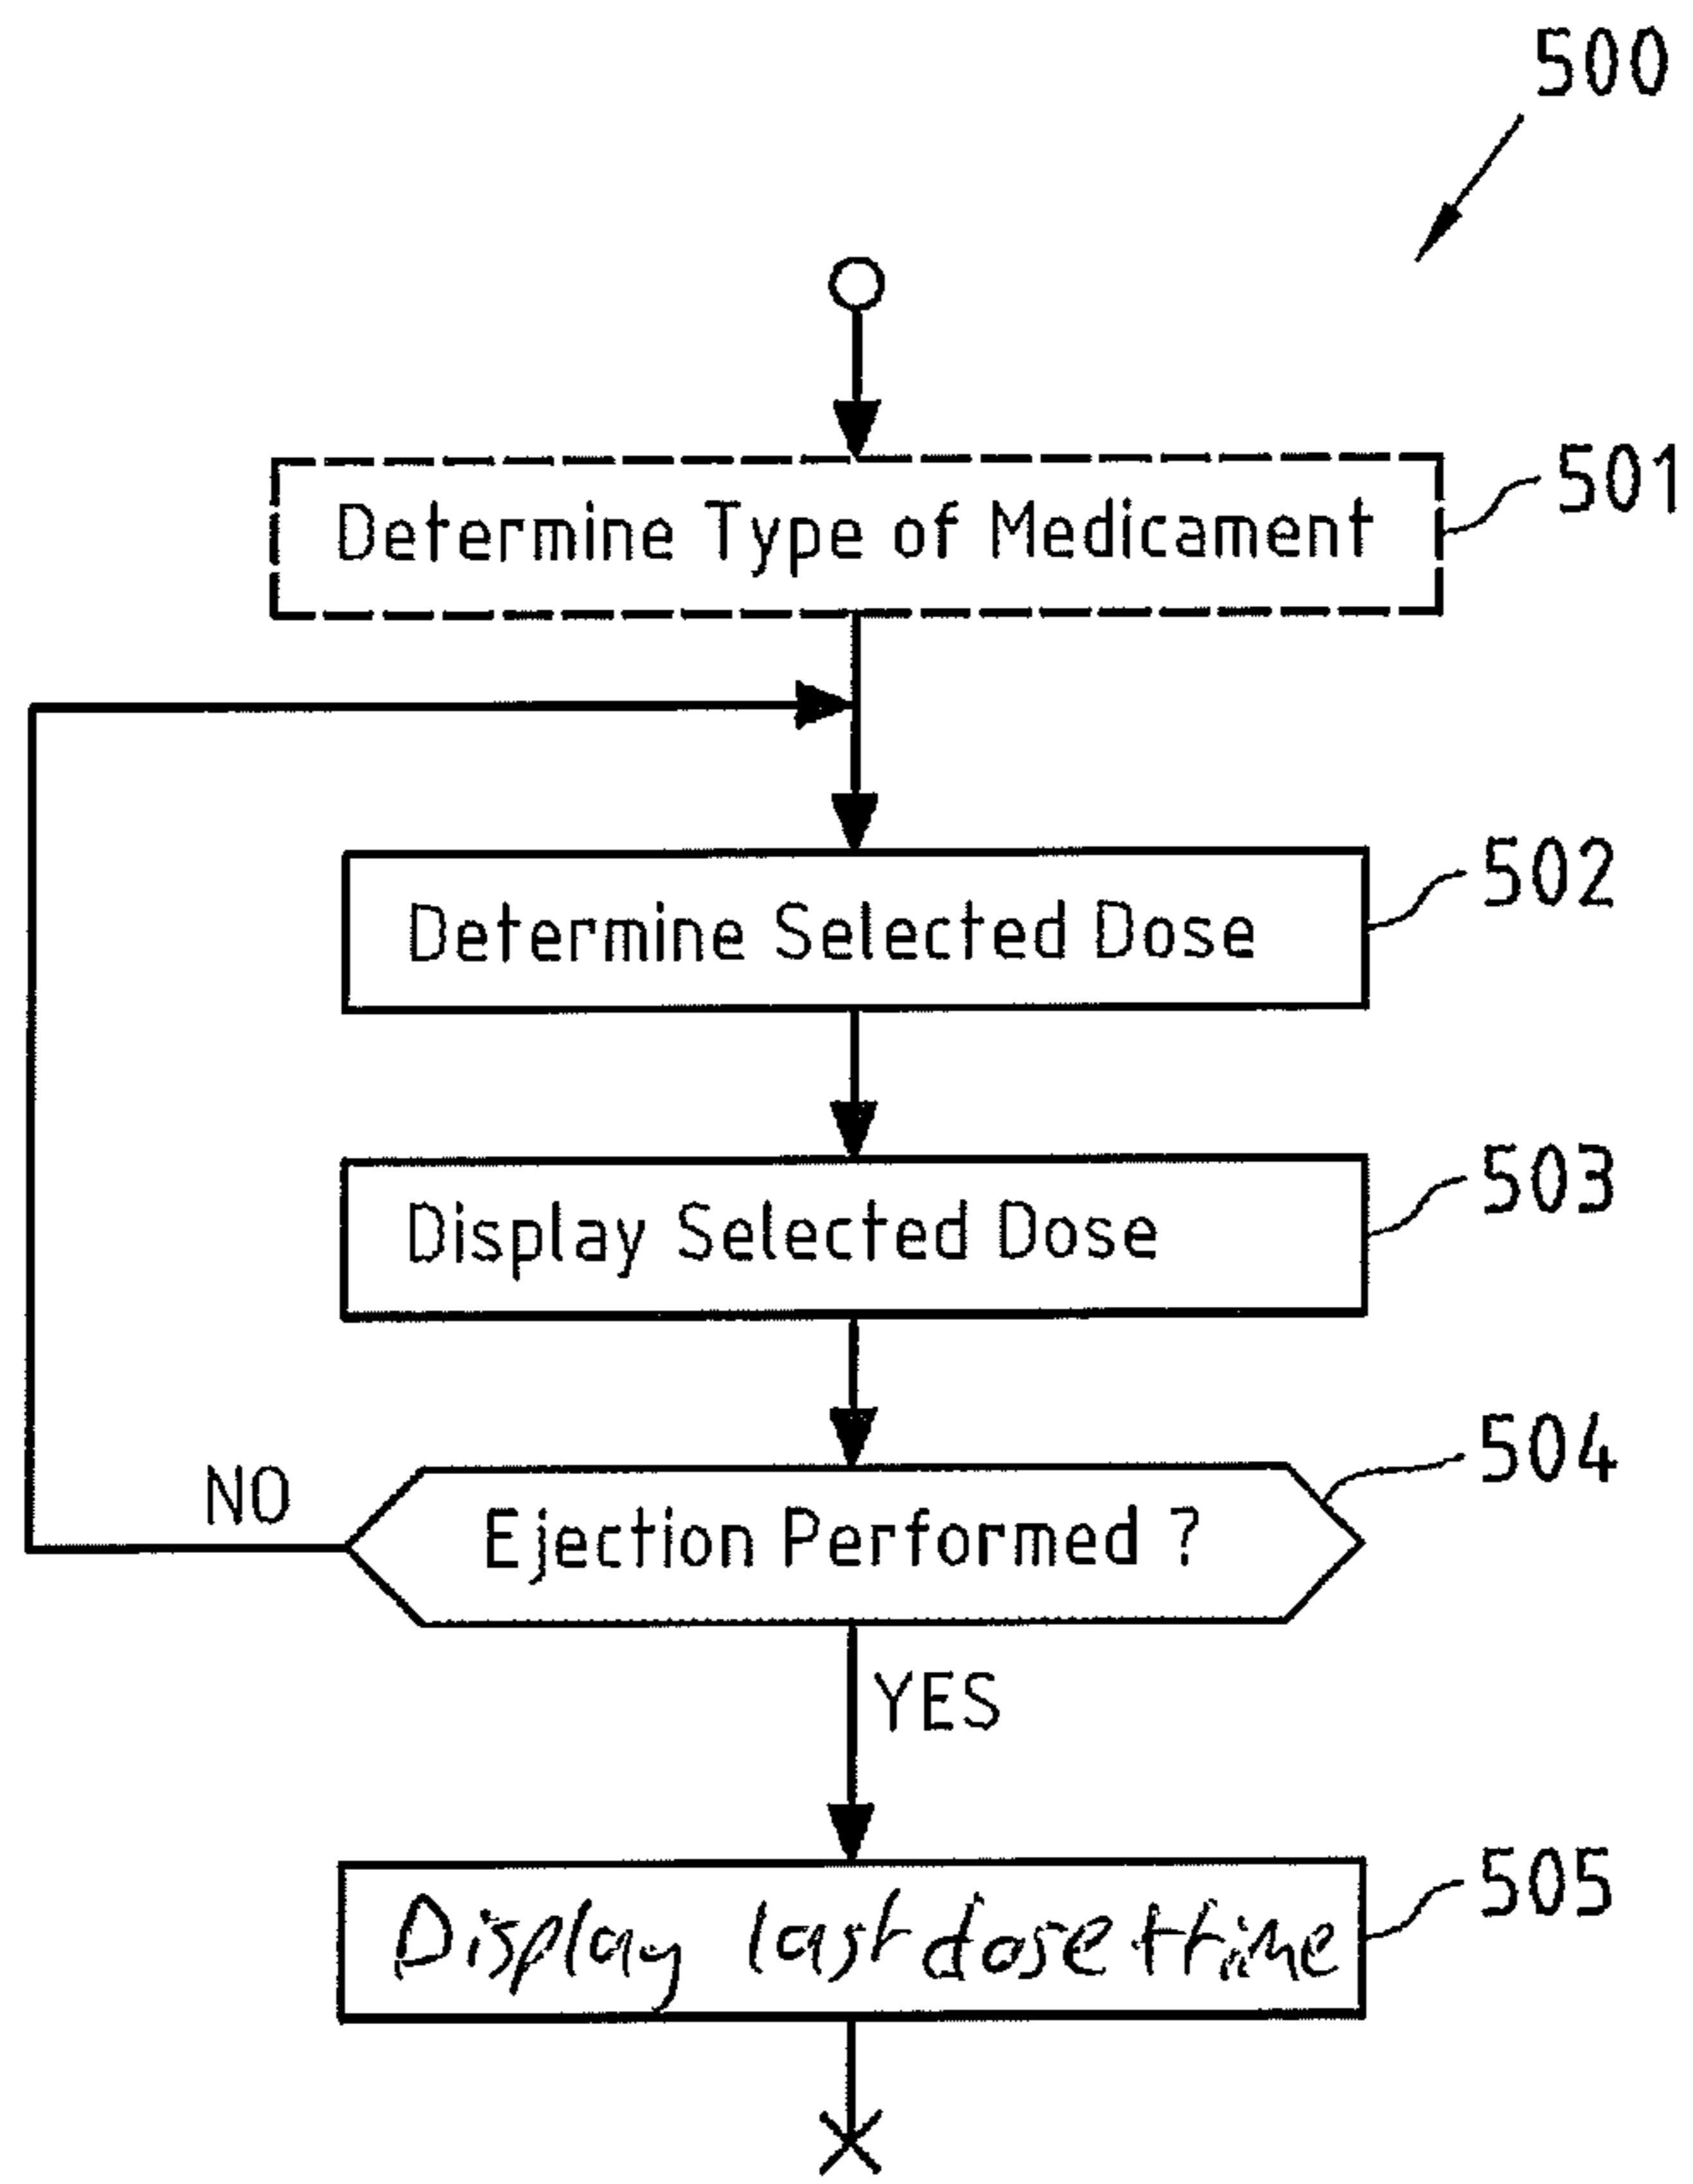 500
Determine Type of Medicament
501
Determine Selected Dose
502
Display Selected Dose
503
504
NO
Ejection Performed ?
YES
505
Display last dose + time